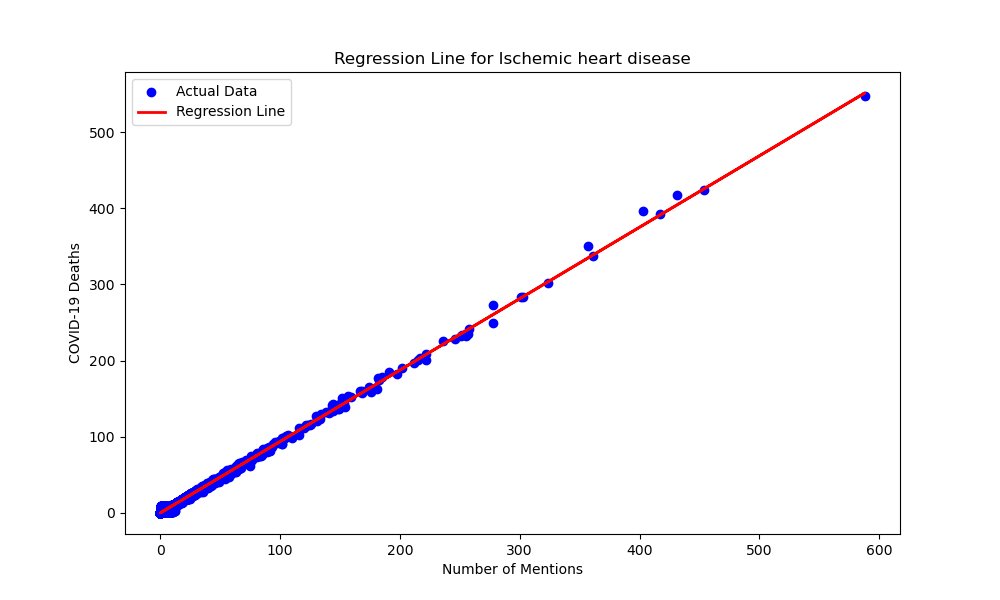 Regression Line for Ischemic heart disease
Actual Data
Regression Line
COVID-19 Deaths
500
400
300
200
100
0
0 100 200 300 400 500 600
Number of Mentions